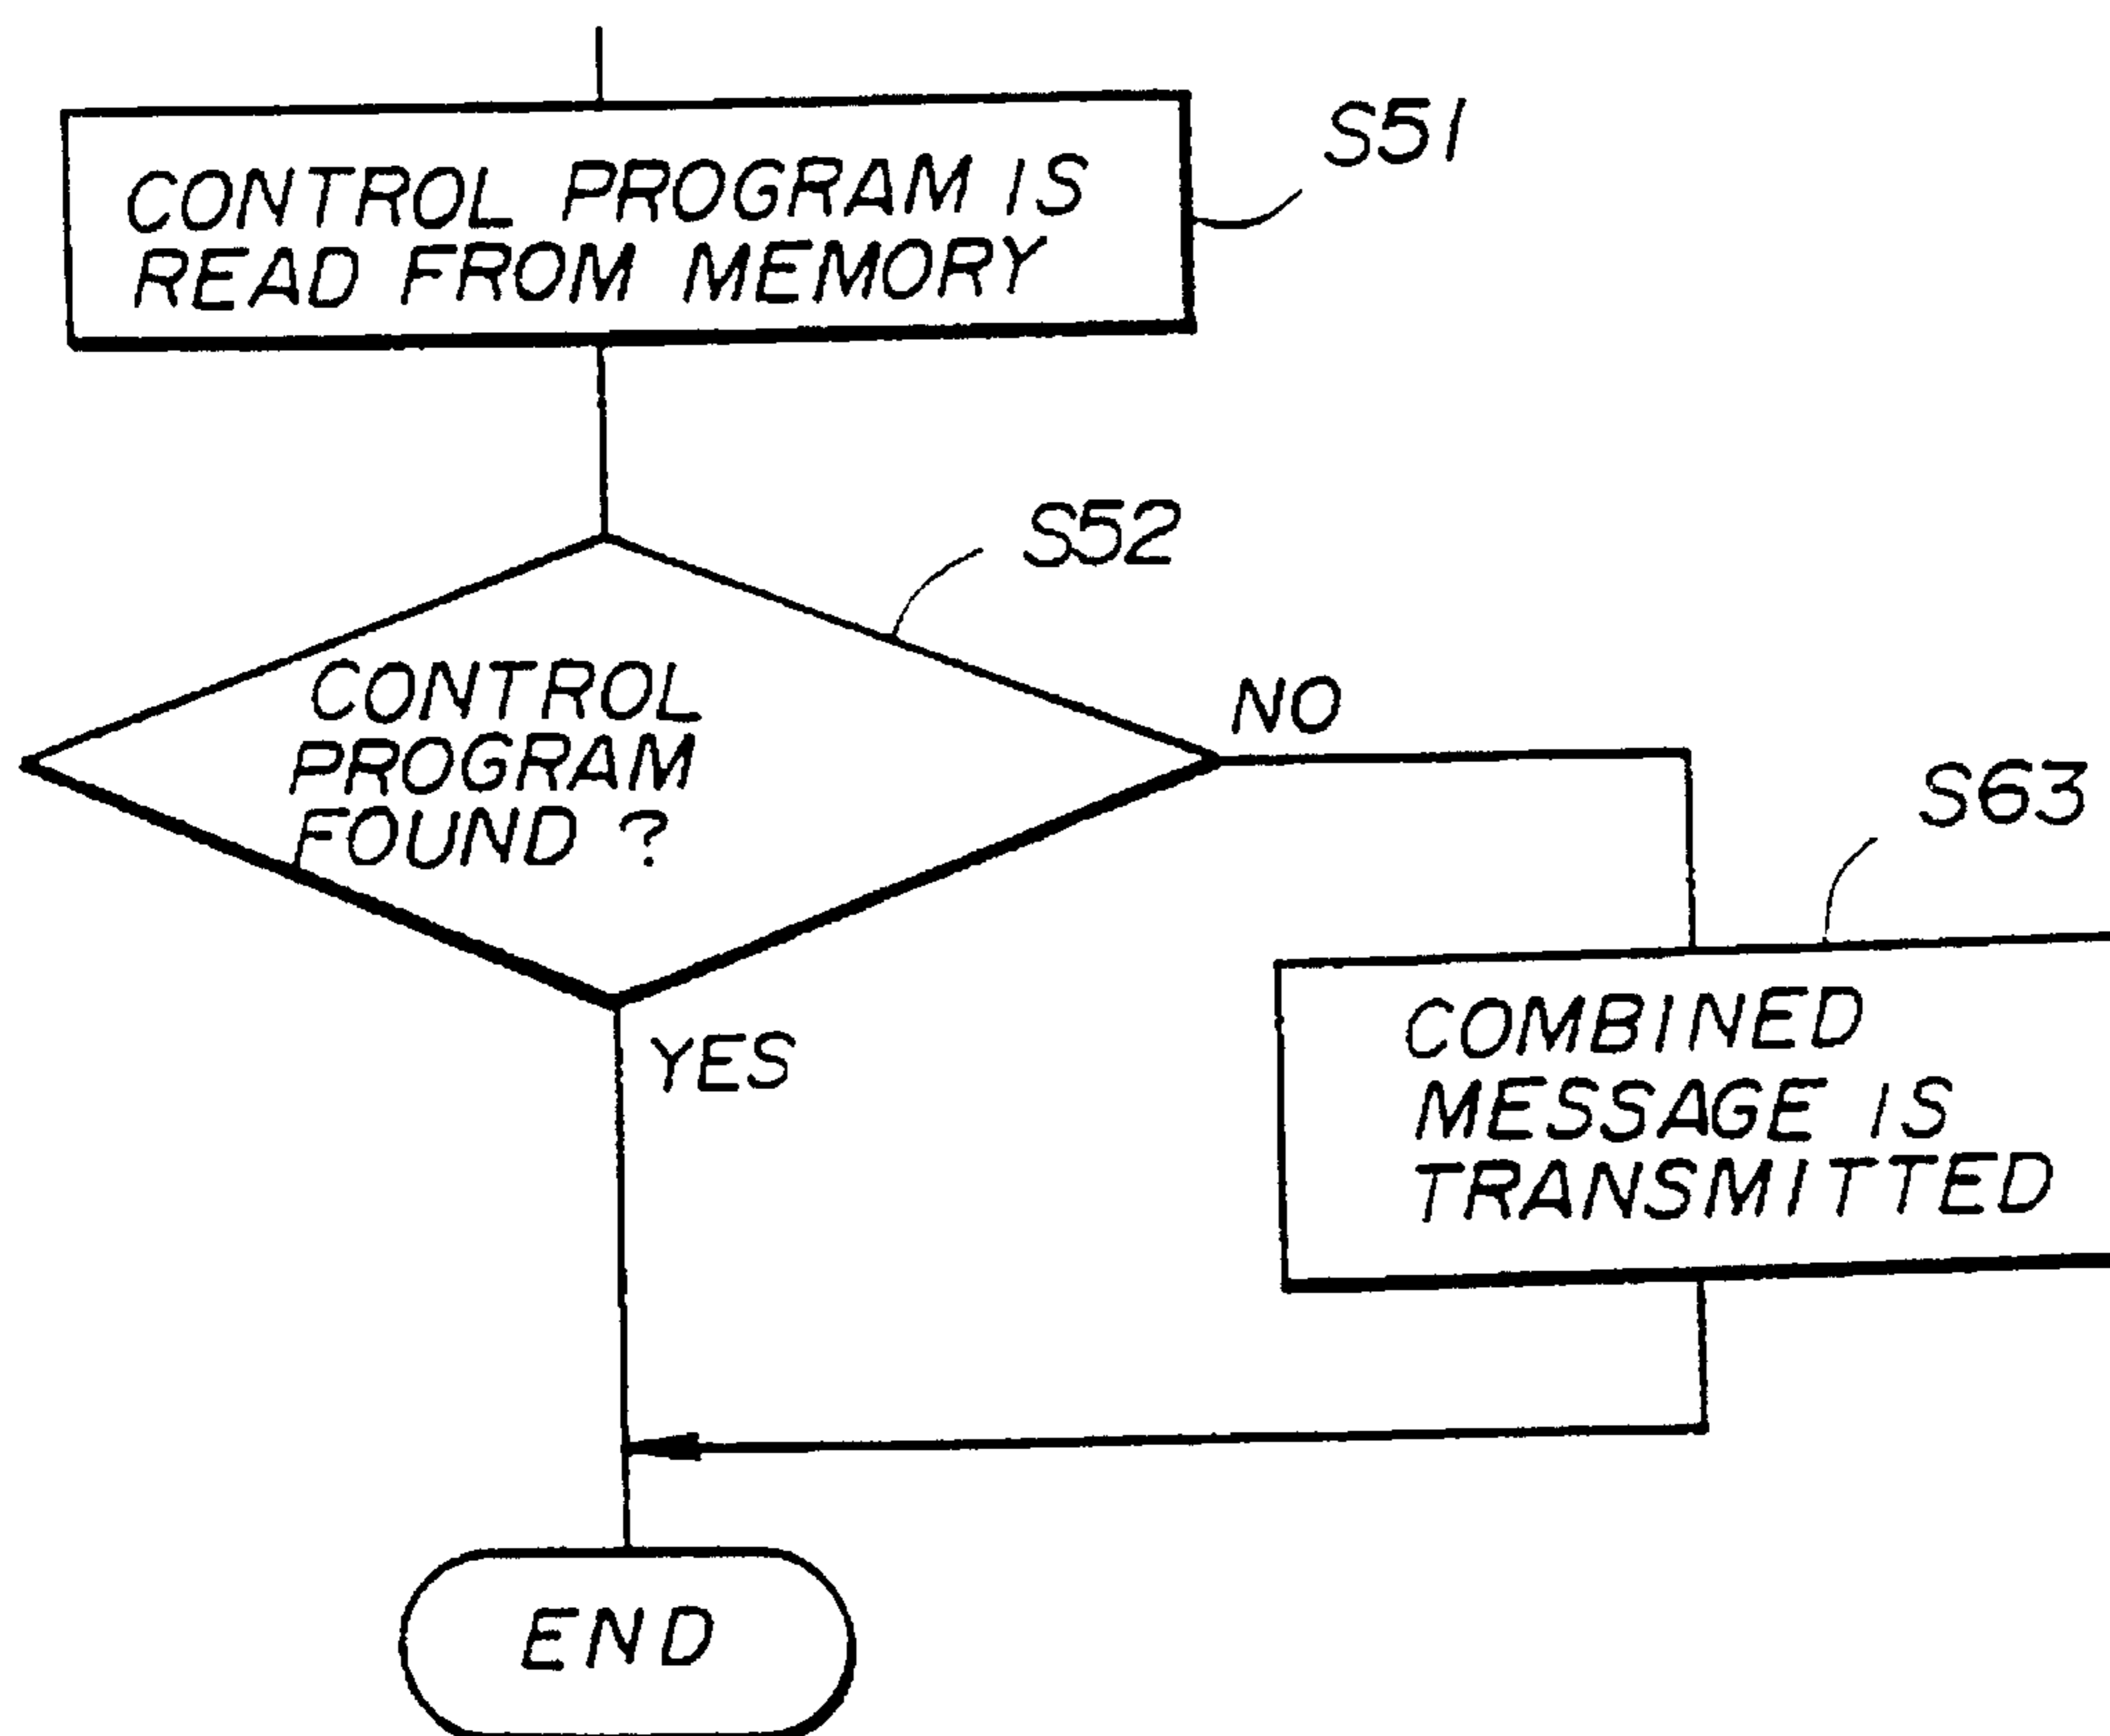 S51
CONTROL PROGRAM IS
READ FROM MEMORY
S52
CONTROL
PROGRAM
FOUND ?
NO
S63
COMBINED
MESSAGE IS
TRANSMITTED
YES
END